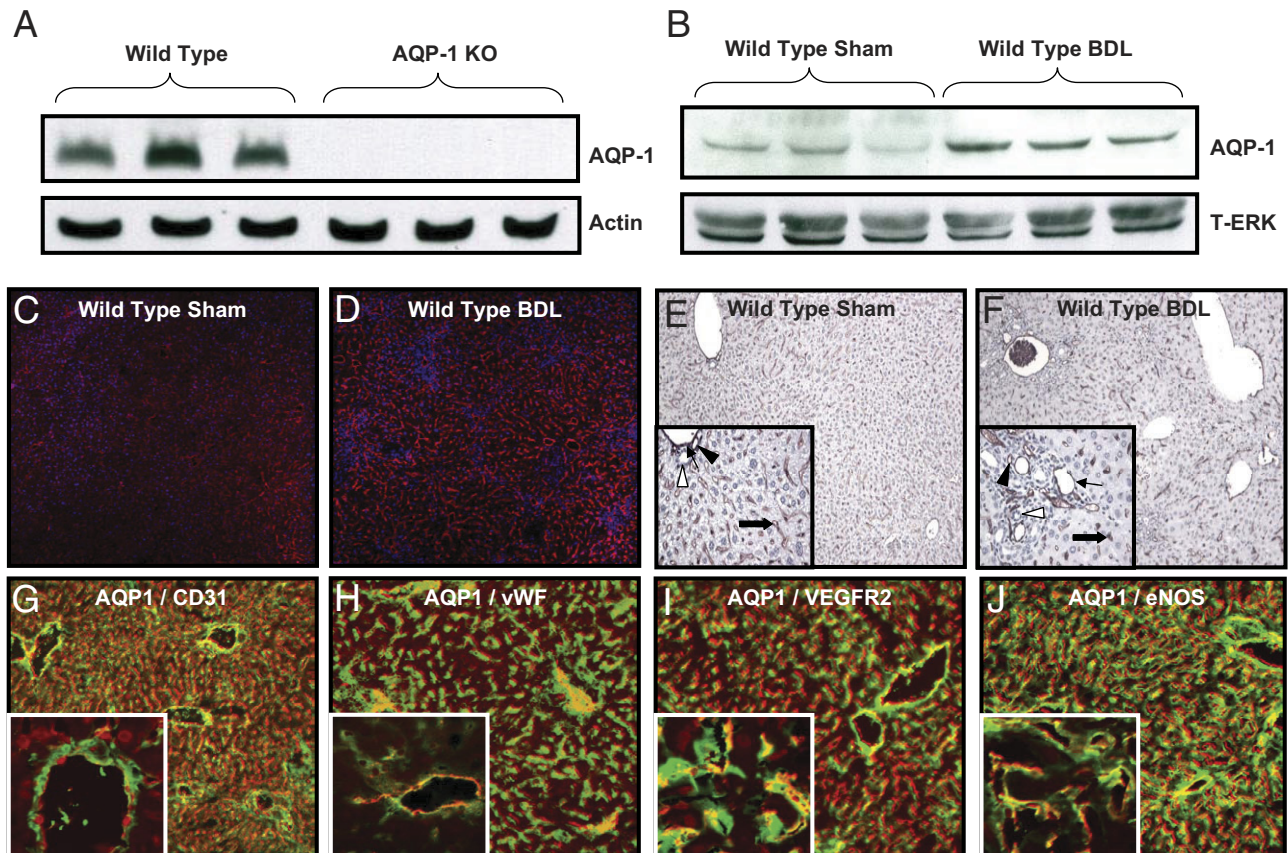 A
Wild Type
AQP-1 KO
AQP-1
Actin
B
Wild Type Sham
Wild Type BDL
AQP-1
T-ERK
C
Wild Type Sham
D
Wild Type BDL
E
Wild Type Sham
F
Wild Type BDL
G
AQP1 / CD31
H
AQP1 / vWF
I
AQP1 / VEGFR2
J
AQP1 / eNOS